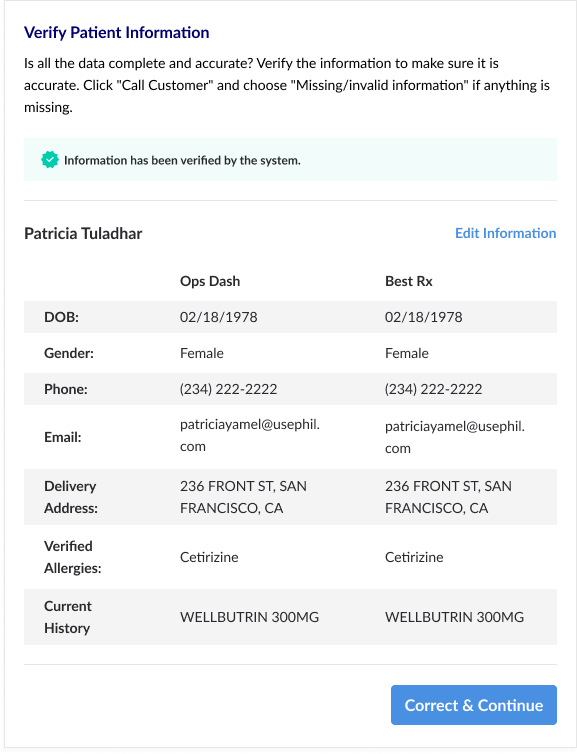 Verify Patient Information
Is all the data complete and accurate? Verify the information to make sure it is
accurate. Click "Call Customer" and choose "Missing/invalid information" if anything is
missing.
Information has been verified by the system.
Patricia Tuladhar
Edit Information
Ops Dash
Best Rx
DOB:
02/18/1978
02/18/1978
Gender:
Female
Female
Phone:
(234) 222-2222
(234) 222-2222
Email:
patriciayamel@usephil.
com
patriciayamel@usephil.
com
Delivery
Address:
236 FRONT ST, SAN
FRANCISCO, CA
236 FRONT ST, SAN
FRANCISCO, CA
Verified
Allergies:
Cetirizine
Cetirizine
Current
History
WELLBUTRIN 300MG
WELLBUTRIN 300MG
Correct & Continue